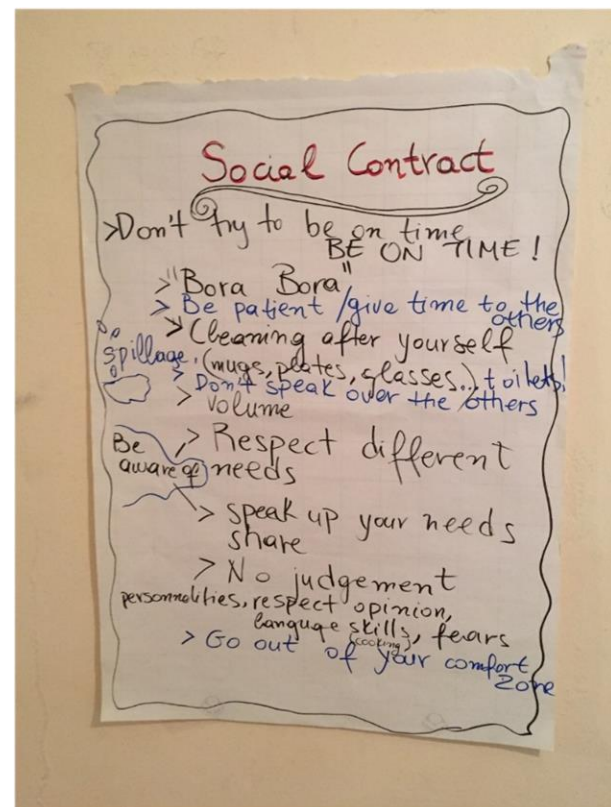 Social Contract
>Don't try to be on time
BE ON TIME!
> "Bora Bora"
> Be patient / give time to the
others
> Cleaning after yourself
spillage, (mugs, plates, glasses...) toilets!
> Don't speak over the others
> volume
> Respect different
needs
Be
aware of
> speak up your needs
share
> No judgement
personnalities, respect opinion,
languge skills, fears
(cooking)
> Go out of your comfort
zone